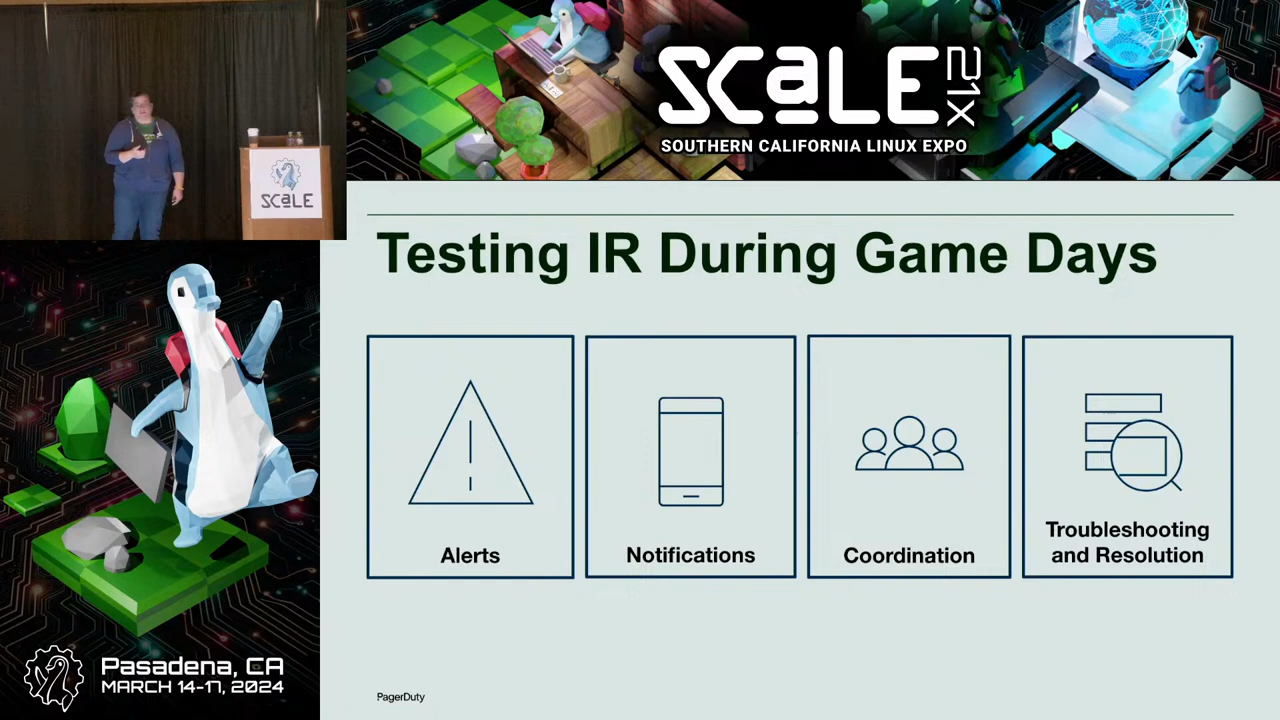 SCALE
SCALE 21X
SOUTHERN CALIFORNIA LINUX EXPO
Testing IR During Game Days
Alerts
Notifications
Coordination
Troubleshooting
and Resolution
Pasadena, CA
MARCH 14-17, 2024
PagerDuty